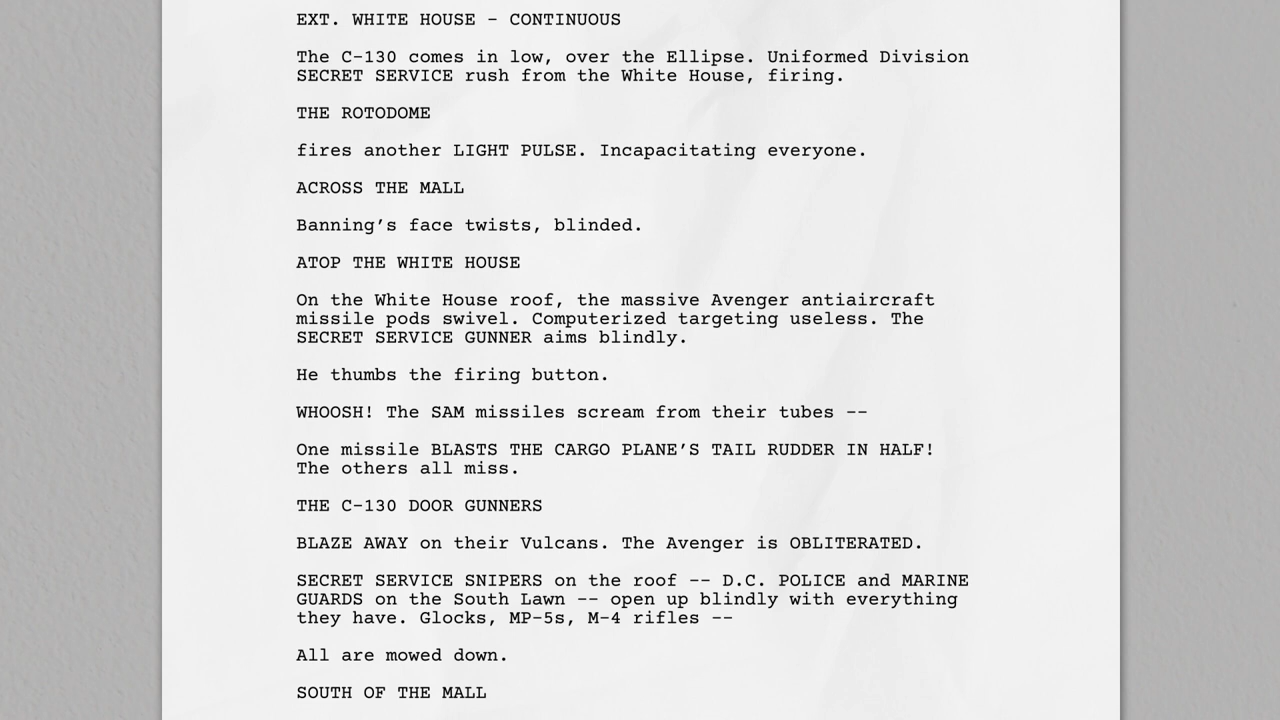 EXT. WHITE HOUSE - CONTINUOUS
The C-130 comes in low, over the Ellipse. Uniformed Division
SECRET SERVICE rush from the White House, firing.
THE ROTODOME
fires another LIGHT PULSE. Incapacitating everyone.
ACROSS THE MALL
Banning’s face twists, blinded.
ATOP THE WHITE HOUSE
On the White House roof, the massive Avenger antiaircraft
missile pods swivel. Computerized targeting useless. The
SECRET SERVICE GUNNER aims blindly.
He thumbs the firing button.
WHOOSH! The SAM missiles scream from their tubes --
One missile BLASTS THE CARGO PLANE’S TAIL RUDDER IN HALF!
The others all miss.
THE C-130 DOOR GUNNERS
BLAZE AWAY on their Vulcans. The Avenger is OBLITERATED.
SECRET SERVICE SNIPERS on the roof -- D.C. POLICE and MARINE
GUARDS on the South Lawn -- open up blindly with everything
they have. Glocks, MP-5s, M-4 rifles --
All are mowed down.
SOUTH OF THE MALL